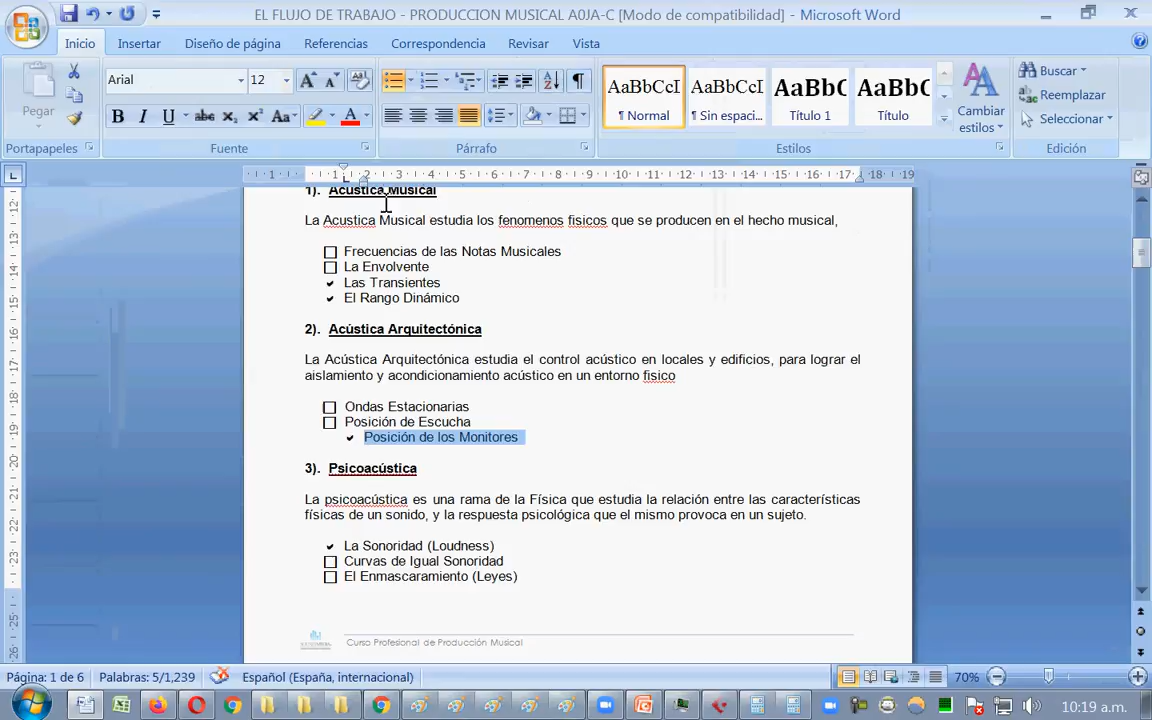 EL FLUJO DE TRABAJO - PRODUCCION MUSICAL A0JA-C [Modo de compatibilidad] - Microsoft Word
Inicio Insertar Diseño de página Referencias Correspondencia Revisar Vista
Pegar
Arial 12
AaBbCcI AaBbCcI AaBbC AaBbC
¶ Normal ¶ Sin espaci... Título 1 Título
Cambiar estilos
Buscar
Reemplazar
Seleccionar
Portapapeles Fuente Párrafo Estilos Edición
1). Acústica Musical
La Acustica Musical estudia los fenomenos fisicos que se producen en el hecho musical,
Frecuencias de las Notas Musicales
La Envolvente
Las Transientes
El Rango Dinámico
2). Acústica Arquitectónica
La Acústica Arquitectónica estudia el control acústico en locales y edificios, para lograr el
aislamiento y acondicionamiento acústico en un entorno fisico
Ondas Estacionarias
Posición de Escucha
Posición de los Monitores
3). Psicoacústica
La psicoacústica es una rama de la Física que estudia la relación entre las características
físicas de un sonido, y la respuesta psicológica que el mismo provoca en un sujeto.
La Sonoridad (Loudness)
Curvas de Igual Sonoridad
El Enmascaramiento (Leyes)
Curso Profesional de Producción Musical
Página: 1 de 6 Palabras: 5/1,239 Español (España, internacional) 70%
10:19 a.m.